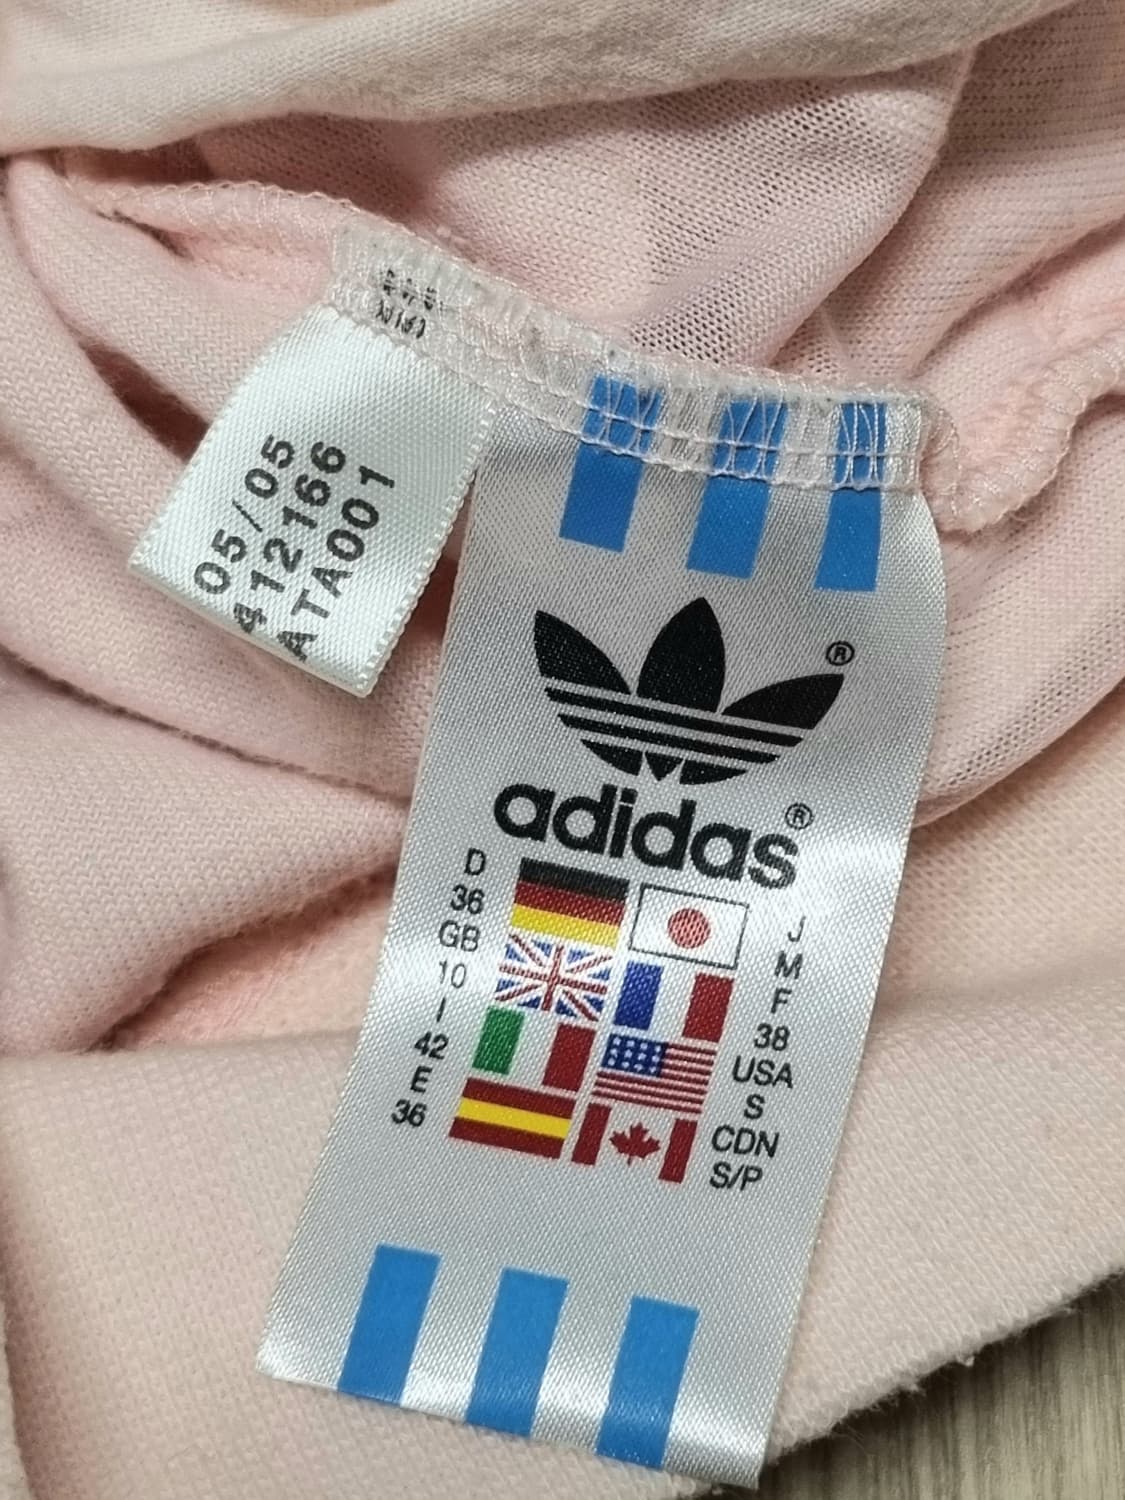 05/05
412166
ATA001
®
adidas®
D
36
GB
10
I
42
E
36
J
M
F
38
USA
S
CDN
S/P